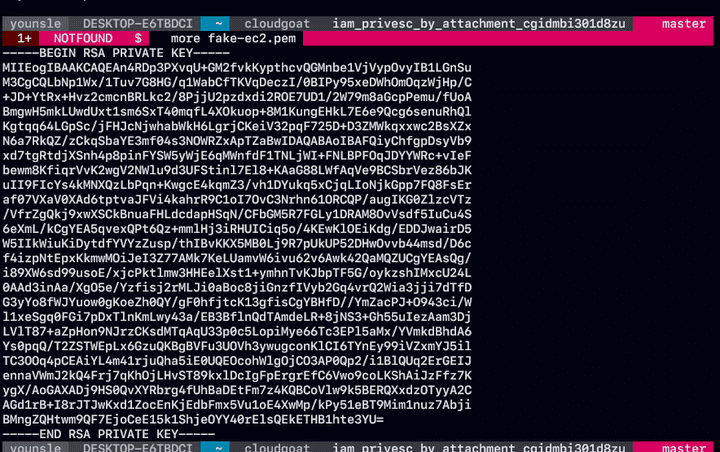 younsle DESKTOP-E6TBDCI ~ cloudgoat iam_privesc_by_attachment_cgidmbi301d8zu master
1+ NOTFOUND $ more fake-ec2.pem
-----BEGIN RSA PRIVATE KEY-----
MIIEogIBAAKCAQEAn4RDp3PXvqU+GM2fvkKypthcvQGMnbe1VjVypOvyIB1LGnSu
M3CgCQLbNp1Wx/1Tuv7G8HG/q1WabCfTKVqDeczI/0BIPy95xeDWhOmOqzWjHp/C
+JD+YtRx+Hvz2cmcnBRLkc2/8PjjU2pzdxdi2ROE7UD1/2W79m8aGcpPemu/fUoA
BmgwH5mkLUwdUxt1sm6SxT40mqfL4XOkuop+8M1KungEHkL7E6e9Qcg6senuRhQl
Kgtqq64LGpSc/jFHJcNjwhabWkH6LgrjCKeiV32pqF725D+D3ZMWkqxxwc2BsXZx
N6a7RkQZ/zCkqSbaYE3mf04s3NOWRZxApTZaBwIDAQABAoIBAFQiyChfgpDsyVb9
xd7tgRtdjXSnh4p8pinFYSW5yWjE6qMWnfdF1TNLjWI+FNLBPFOqJDYYWRc+vIeF
bewm8KfiqrVvK2wgV2NWlu9d3UFStinl7El8+KAaG88LWfAqVe9BCSbrVez86bJK
uII9FIcYs4kMNXQzLbPqn+KwgcE4kqmZ3/vh1DYukq5xCjqLIoNjkGpp7FQ8FsEr
af07VXaV0XAd6tptvaJFVi4kahrR9C1oI7OvC3Nrhn61ORCQP/augIKG0ZlzcVTz
/VfrZgQkj9xwXSCkBnuaFHLdcdapHSqN/CFbGM5R7FGLy1DRAM8OvVsdf5IuCu4S
6eXmL/kCgYEA5qvexQPt6Qz+mmlHj3iRHUICiq5o/4KEwKlOEiKdg/EDDJwairD5
W5IIkWiuKiDytdfYVYzZusp/thIBvKKX5MB0Lj9R7pUkUP52DHwOvvb44msd/D6c
f4izpNtEpxKkmwMOiJeI3Z77AMk7KeLUamvW6ivu62v6Awk42QaMQZUCgYEAsQg/
i89XW6sd99usoE/xjcPktlmw3HHEelXst1+ymhnTvKJbpTF5G/oykzshIMxcU24L
0AAd3inAa/XgO5e/Yzfisj2rMLJi0aBoc8jiGnzfIVyb2Gq4vrQ2Wia3jji7dTfD
G3yYo8fWJYuow0gKoeZh0QY/gF0hfjtcK13gfisCgYBHfD//YmZacPJ+O943ci/W
l1xeSgq0FGi7pDxTlnKmLwy43a/EB3BflnQdTAmdeLR+8jNS3+Gh55uIezAam3Dj
LVlT87+aZpHon9NJrzCKsdMTqAqU33p0c5LopiMye66Tc3EPl5aMx/YVmkdBhdA6
Ys0pqQ/T2ZSTWEpLx6GzuQKBgBVFu3UOVh3ywugconKlCI6TYnEy99iVZxmYJ5il
TC3OOq4pCEAiYL4m41rjuQha5iE0UQEOcohWlgOjCO3AP0Qp2/i1BlQUq2ErGEIJ
ennaVWmJ2kQ4Frj7qKhOjLHvST89kxlDcIgFpErgrEfC6Vwo9coLKShAiJzFfz7K
ygX/AoGAXADj9HS0QvXYRbrg4fUhBaDEtFm7z4KQBCoVlw9k5BERQXxdzOTyyA2C
AGd1rB+I8rJTJwKxd1ZocEnKjEdbFmx5Vu1oE4XwMp/kPy51eBT9Mim1nuz7Abji
BMngZQHtwm9QF7EjoCeE15k1ShjeOYY40rElsQEkETHB1hte3YU=
-----END RSA PRIVATE KEY-----
younsle DESKTOP-E6TBDCI ~ cloudgoat iam_privesc_by_attachment_cgidmbi301d8zu master